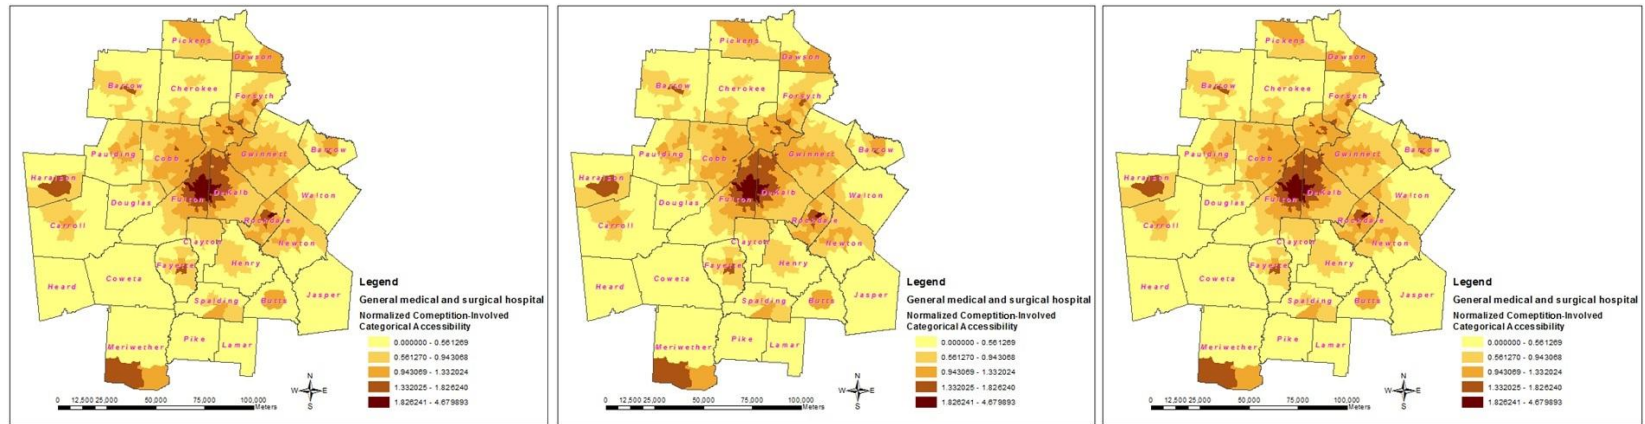 Pickens
Dawson
Barrow
Cherokee
Forsyth
Paulding
Cobb
Gwinnett
Barrow
Haralson
Fulton
DeKalb
Walton
Douglas
Carroll
Rockdale
Clayton
Newton
Fayette
Henry
Coweta
Heard
Spalding
Butts
Jasper
Meriwether
Pike
Lamar
Legend
General medical and surgical hospital
Normalized Comeptition-Involved
Categorical Accessibility
0.000000 - 0.561269
0.561270 - 0.943068
0.943069 - 1.332024
1.332025 - 1.826240
1.826241 - 4.679893
N
W E
S
0 12,500 25,000 50,000 75,000 100,000
Meters
Pickens
Dawson
Barrow
Cherokee
Forsyth
Paulding
Cobb
Gwinnett
Barrow
Haralson
Fulton
DeKalb
Walton
Douglas
Carroll
Rockdale
Clayton
Newton
Fayette
Henry
Coweta
Heard
Spalding
Butts
Jasper
Meriwether
Pike
Lamar
Legend
General medical and surgical hospital
Normalized Comeptition-Involved
Categorical Accessibility
0.000000 - 0.561269
0.561270 - 0.943068
0.943069 - 1.332024
1.332025 - 1.826240
1.826241 - 4.679893
N
W E
S
0 12,500 25,000 50,000 75,000 100,000
Meters
Pickens
Dawson
Barrow
Cherokee
Forsyth
Paulding
Cobb
Gwinnett
Barrow
Haralson
Fulton
DeKalb
Walton
Douglas
Carroll
Rockdale
Clayton
Newton
Fayette
Henry
Coweta
Heard
Spalding
Butts
Jasper
Meriwether
Pike
Lamar
Legend
General medical and surgical hospital
Normalized Comeptition-Involved
Categorical Accessibility
0.000000 - 0.561269
0.561270 - 0.943068
0.943069 - 1.332024
1.332025 - 1.826240
1.826241 - 4.679893
N
W E
S
0 12,500 25,000 50,000 75,000 100,000
Meters